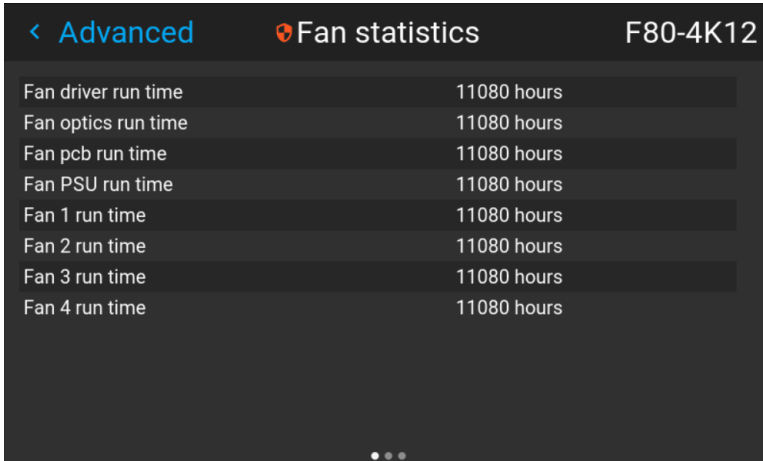 < Advanced Fan statistics F80-4K12
Fan driver run time 11080 hours
Fan optics run time 11080 hours
Fan pcb run time 11080 hours
Fan PSU run time 11080 hours
Fan 1 run time 11080 hours
Fan 2 run time 11080 hours
Fan 3 run time 11080 hours
Fan 4 run time 11080 hours